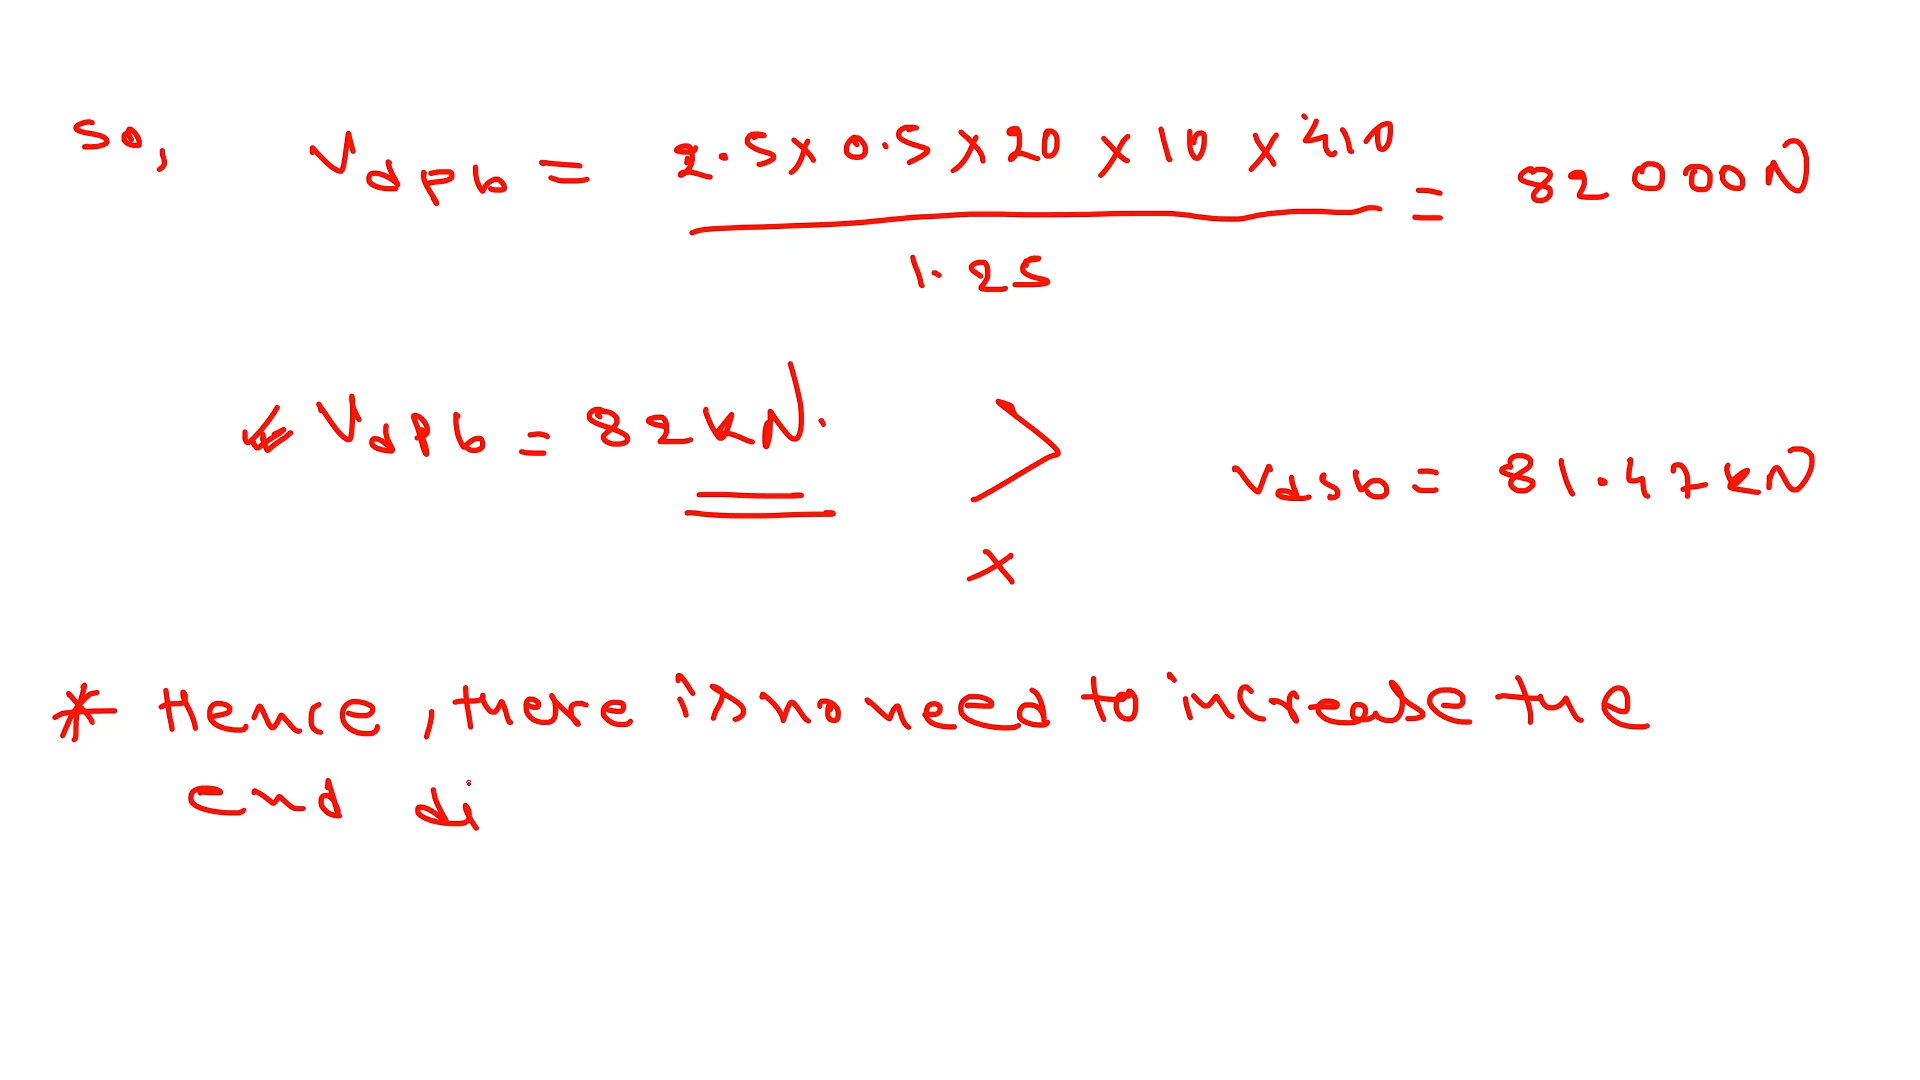 So, Vdpb = 2.5 x 0.5 x 20 x 10 x 410 = 82000N
1.25
Vdpb = 82kN. > Vdsb = 81.47kN
x
* Hence, there is no need to increase the
end di